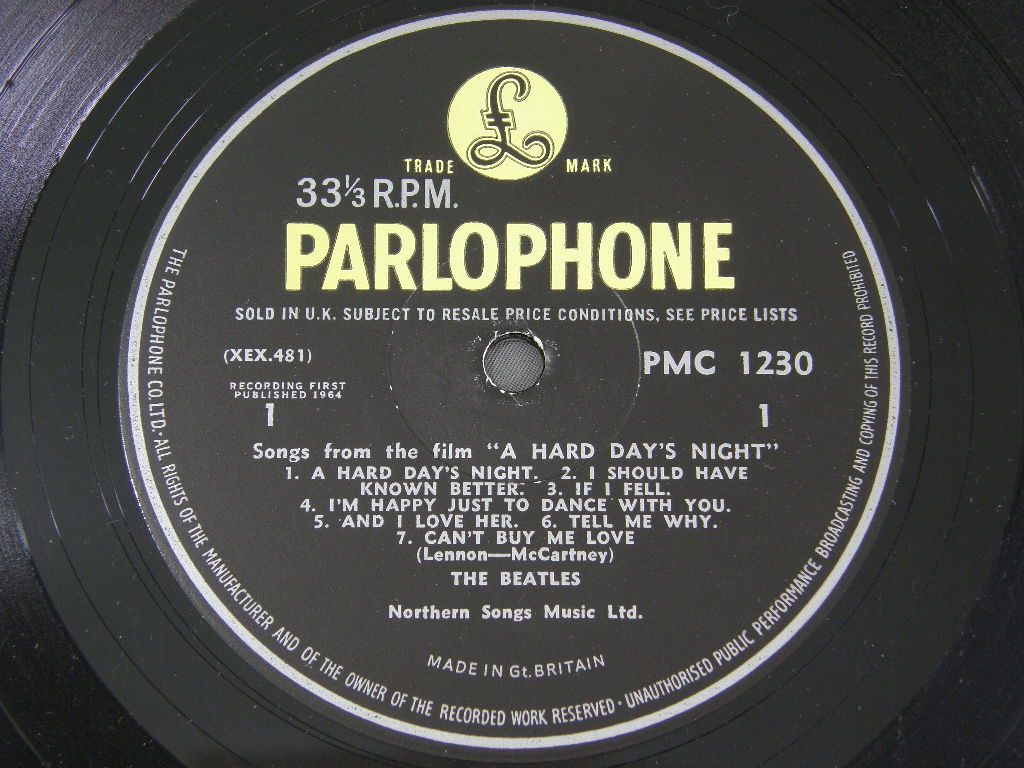 £
TRADE MARK
33⅓ R.P.M.
PARLOPHONE
SOLD IN U.K. SUBJECT TO RESALE PRICE CONDITIONS, SEE PRICE LISTS
(XEX.481) PMC 1230
RECORDING FIRST
PUBLISHED 1964
1 1
Songs from the film "A HARD DAY'S NIGHT"
1. A HARD DAY'S NIGHT. 2. I SHOULD HAVE
KNOWN BETTER. 3. IF I FELL.
4. I'M HAPPY JUST TO DANCE WITH YOU.
5. AND I LOVE HER. 6. TELL ME WHY.
7. CAN'T BUY ME LOVE
(Lennon—McCartney)
THE BEATLES
Northern Songs Music Ltd.
MADE IN Gt. BRITAIN
THE PARLOPHONE CO. LTD. · ALL RIGHTS OF THE MANUFACTURER AND OF THE OWNER OF THE RECORDED WORK RESERVED · UNAUTHORISED PUBLIC PERFORMANCE BROADCASTING AND COPYING OF THIS RECORD PROHIBITED